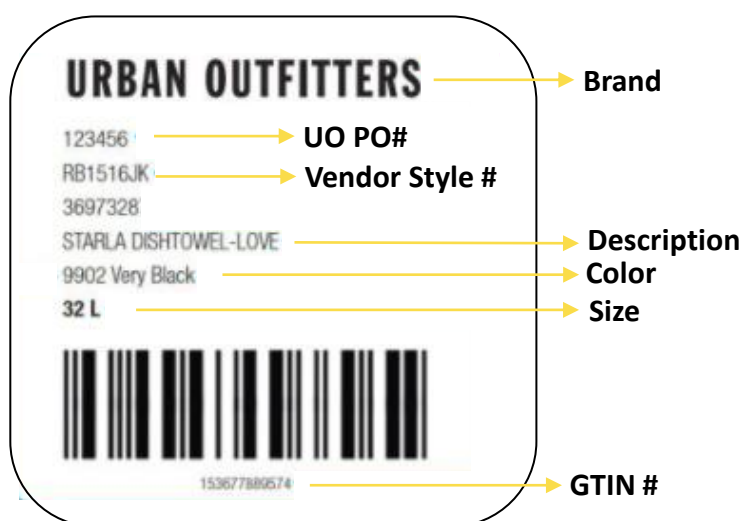 URBAN OUTFITTERS Brand
123456 UO PO#
RB1516JK Vendor Style #
3697328
STARLA DISHTOWEL-LOVE Description
9902 Very Black Color
32 L Size
153677889574 GTIN #